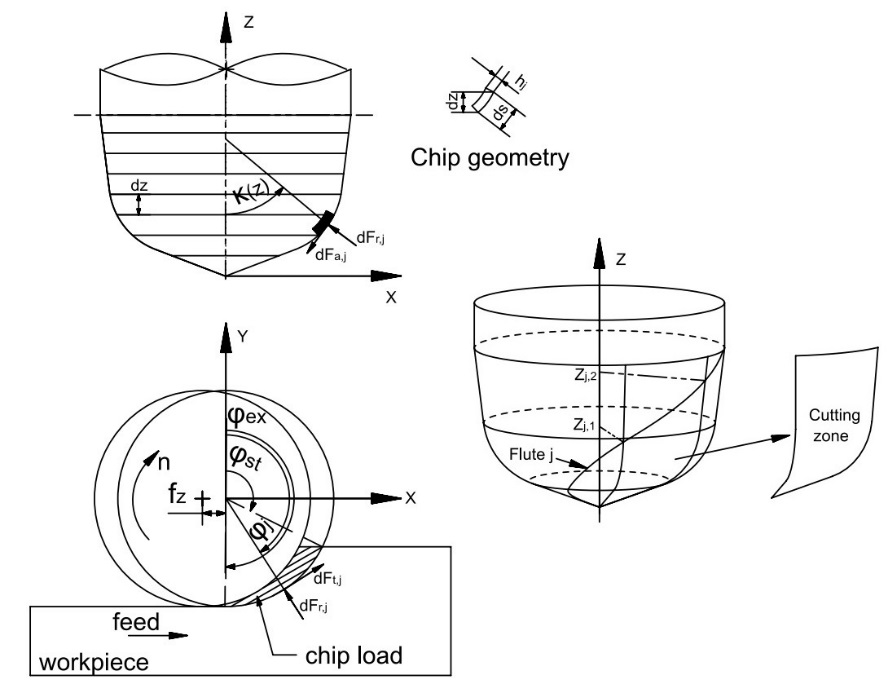 Z
hj
dz
ds
Chip geometry
dz
K(z)
dFr,j
dFa,j
X
Z
Zj,2
Zj,1
Flute j
Cutting
zone
Y
φex
φst
n
fz
X
φj
dFt,j
dFr,j
feed
chip load
workpiece